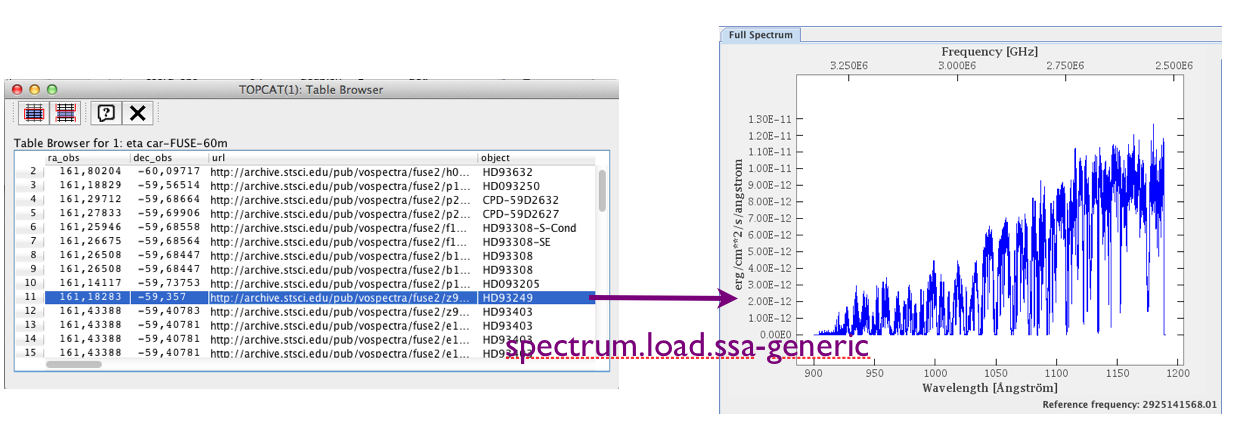 TOPCAT(1): Table Browser
Table Browser for 1: eta car-FUSE-60m
ra_obs dec_obs url object
2 161,80204 -60,09717 http://archive.stsci.edu/pub/vospectra/fuse2/h0... HD93632
3 161,18829 -59,56514 http://archive.stsci.edu/pub/vospectra/fuse2/p1... HD093250
4 161,29712 -59,68664 http://archive.stsci.edu/pub/vospectra/fuse2/p2... CPD-59D2632
5 161,27833 -59,69906 http://archive.stsci.edu/pub/vospectra/fuse2/p2... CPD-59D2627
6 161,25946 -59,68558 http://archive.stsci.edu/pub/vospectra/fuse2/f1... HD93308-S-Cond
7 161,26675 -59,68564 http://archive.stsci.edu/pub/vospectra/fuse2/f1... HD93308-SE
8 161,26508 -59,68447 http://archive.stsci.edu/pub/vospectra/fuse2/b1... HD93308
9 161,26508 -59,68447 http://archive.stsci.edu/pub/vospectra/fuse2/b1... HD93308
10 161,14117 -59,73753 http://archive.stsci.edu/pub/vospectra/fuse2/p1... HD093205
11 161,18283 -59,357 http://archive.stsci.edu/pub/vospectra/fuse2/z9... HD93249
12 161,43388 -59,40783 http://archive.stsci.edu/pub/vospectra/fuse2/z9... HD93403
13 161,43388 -59,40781 http://archive.stsci.edu/pub/vospectra/fuse2/e1... HD93403
14 161,43388 -59,40781 http://archive.stsci.edu/pub/vospectra/fuse2/e1... HD93403
15 161,43388 -59,40781 http://archive.stsci.edu/pub/vospectra/fuse2/e1...
spectrum.load.ssa-generic
Full Spectrum
Frequency [GHz]
3.250E6 3.000E6 2.750E6 2.500E6
erg/cm**2/s/angstrom
1.30E-11
1.20E-11
1.10E-11
1.00E-11
9.00E-12
8.00E-12
7.00E-12
6.00E-12
5.00E-12
4.00E-12
3.00E-12
2.00E-12
1.00E-12
0.00E0
900 950 1000 1050 1100 1150 1200
Wavelength [Ångström]
Reference frequency: 2925141568.01